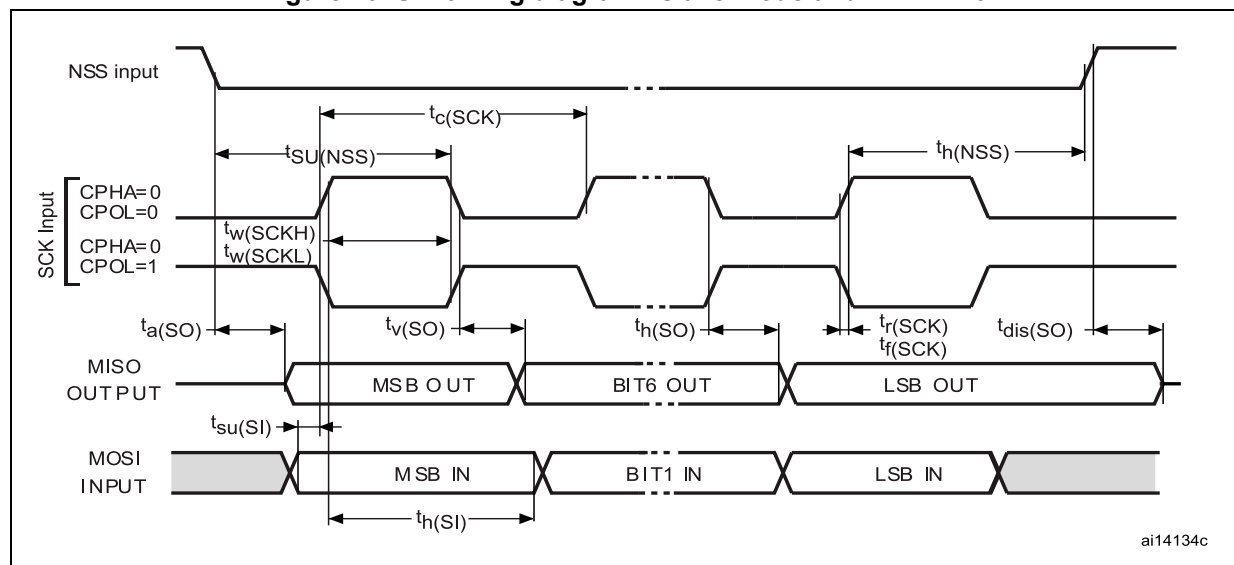 NSS input
tc(SCK)
tSU(NSS)
th(NSS)
SCK Input
CPHA=0
CPOL=0
tw(SCKH)
CPHA=0
tw(SCKL)
CPOL=1
ta(SO)
tv(SO)
th(SO)
tr(SCK)
tf(SCK)
tdis(SO)
MISO
OUTPUT
MSB OUT
BIT6 OUT
LSB OUT
tsu(SI)
MOSI
INPUT
MSB IN
BIT1 IN
LSB IN
th(SI)
ai14134c